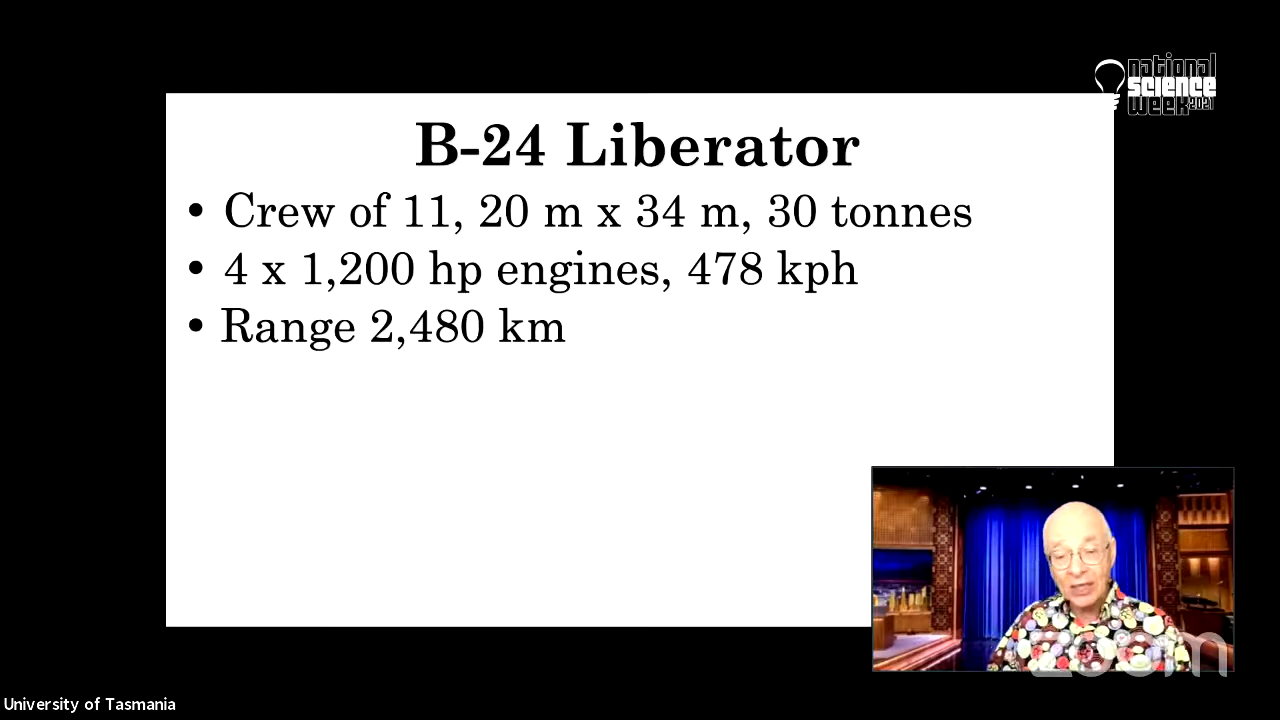 national
science
week 2021
B-24 Liberator
• Crew of 11, 20 m x 34 m, 30 tonnes
• 4 x 1,200 hp engines, 478 kph
• Range 2,480 km
zoom
University of Tasmania